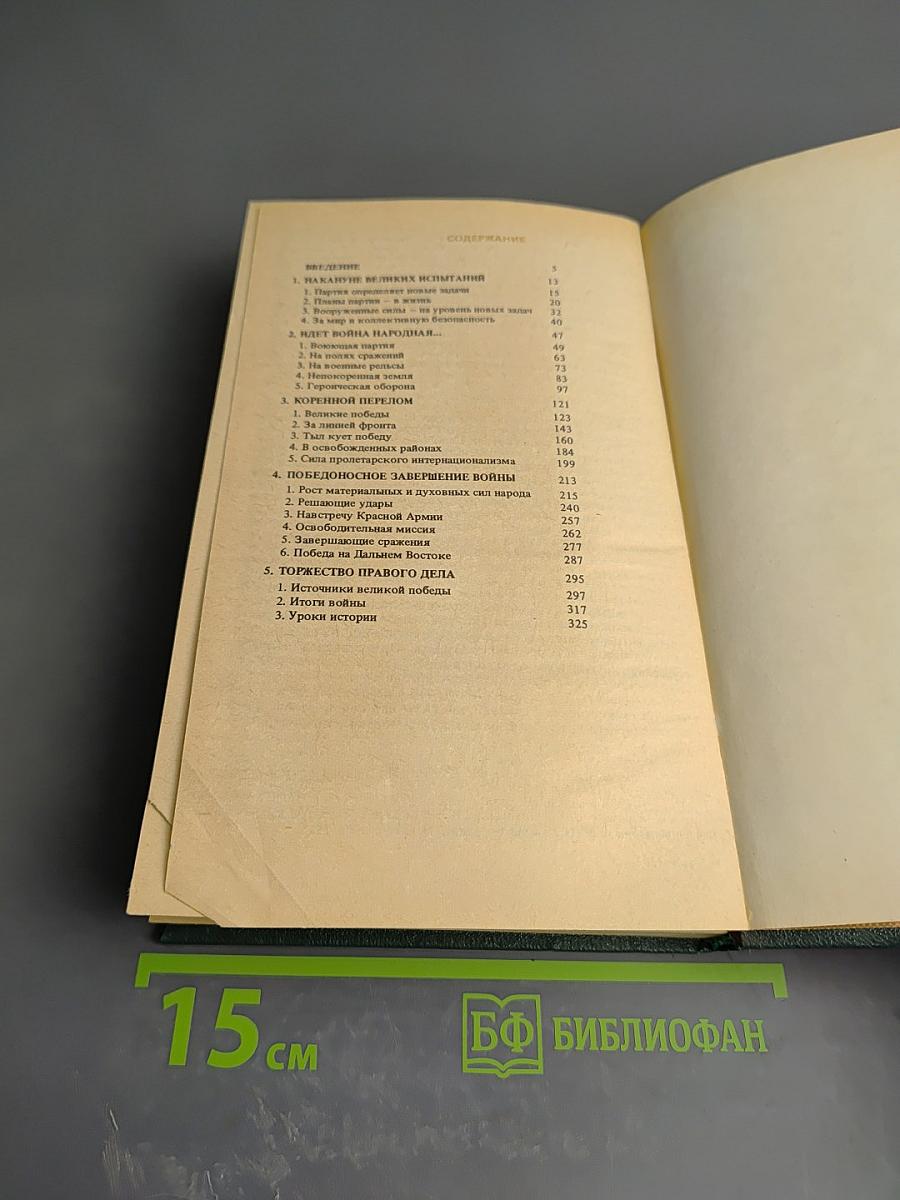 СОДЕРЖАНИЕ
ВВЕДЕНИЕ 5
1. НАКАНУНЕ ВЕЛИКИХ ИСПЫТАНИЙ 13
1. Партия определяет новые задачи 15
2. Планы партии – в жизнь 20
3. Вооруженные силы – на уровень новых задач 32
4. За мир и коллективную безопасность 40
2. ИДЕТ ВОЙНА НАРОДНАЯ... 47
1. Воюющая партия 49
2. На полях сражений 63
3. На военные рельсы 73
4. Непокоренная земля 83
5. Героическая оборона 97
3. КОРЕННОЙ ПЕРЕЛОМ 121
1. Великие победы 123
2. За линией фронта 143
3. Тыл кует победу 160
4. В освобожденных районах 184
5. Сила пролетарского интернационализма 199
4. ПОБЕДОНОСНОЕ ЗАВЕРШЕНИЕ ВОЙНЫ 213
1. Рост материальных и духовных сил народа 215
2. Решающие удары 240
3. Навстречу Красной Армии 257
4. Освободительная миссия 262
5. Завершающие сражения 277
6. Победа на Дальнем Востоке 287
5. ТОРЖЕСТВО ПРАВОГО ДЕЛА 295
1. Источники великой победы 297
2. Итоги войны 317
3. Уроки истории 325
15 см
БФ БИБЛИОФАН